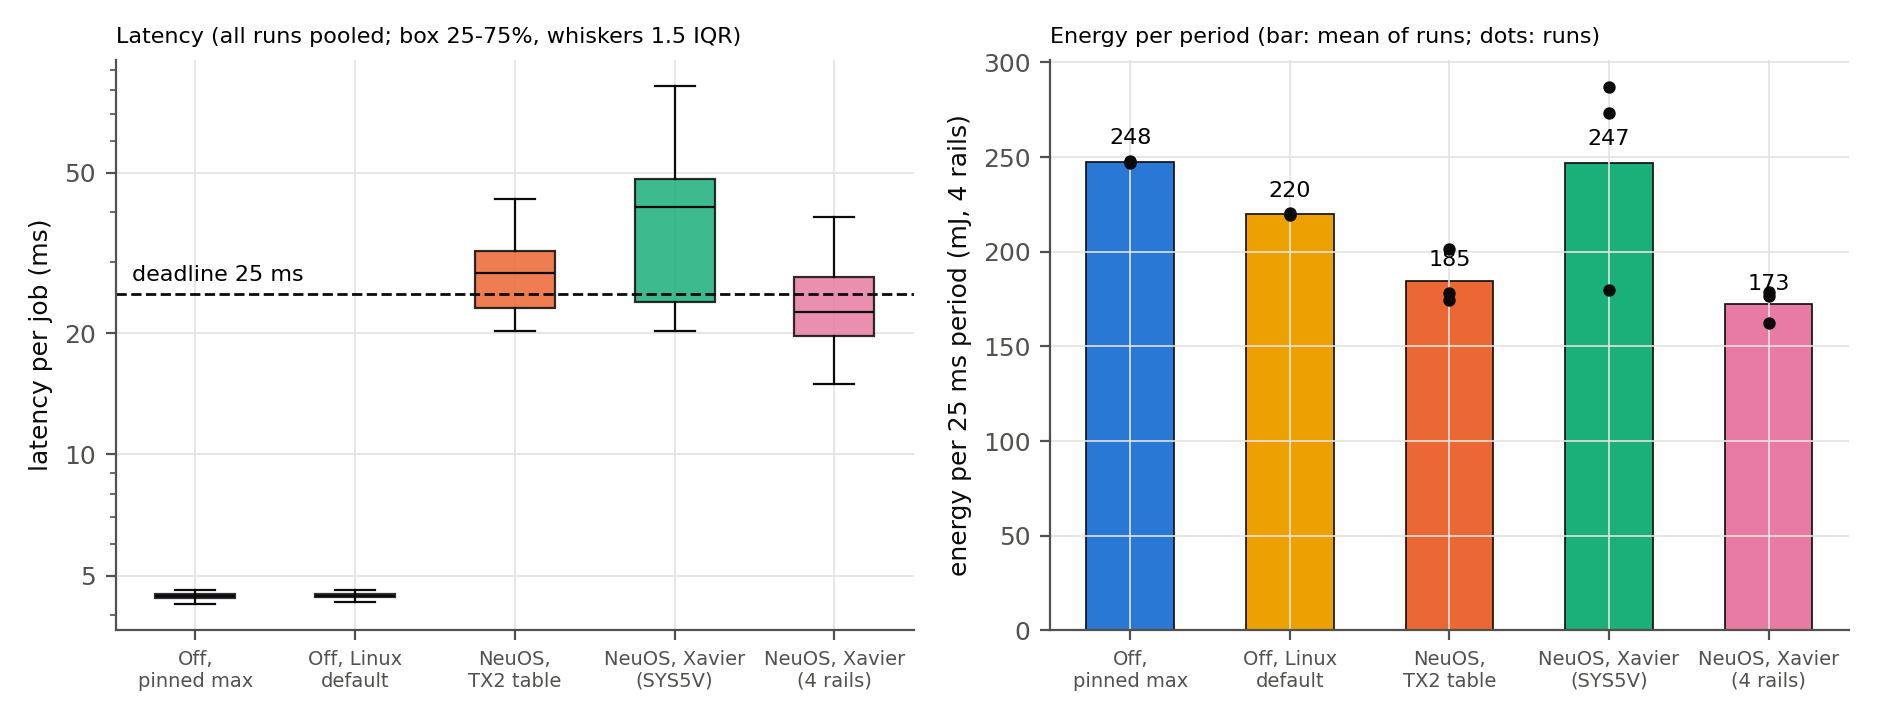 Latency (all runs pooled; box 25-75%, whiskers 1.5 IQR)
latency per job (ms)
50
20
10
5
deadline 25 ms
Off,
pinned max
Off, Linux
default
NeuOS,
TX2 table
NeuOS, Xavier
(SYS5V)
NeuOS, Xavier
(4 rails)
Energy per period (bar: mean of runs; dots: runs)
energy per 25 ms period (mJ, 4 rails)
300
250
200
150
100
50
0
248
220
185
247
173
Off,
pinned max
Off, Linux
default
NeuOS,
TX2 table
NeuOS, Xavier
(SYS5V)
NeuOS, Xavier
(4 rails)